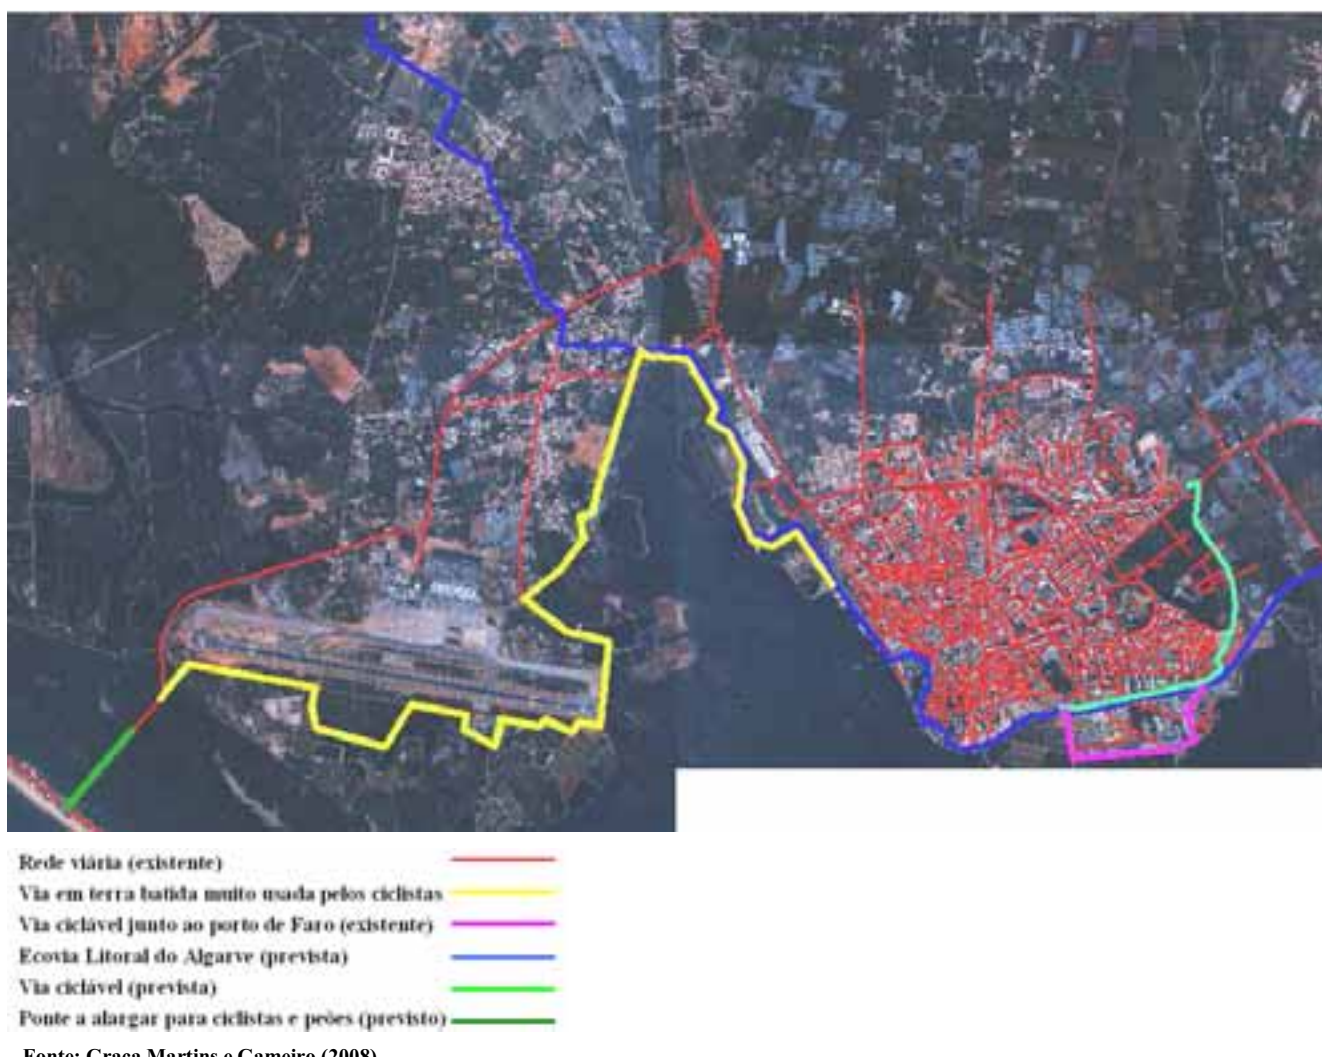 Rede viária (existente)
Via em terra batida muito usada pelos ciclistas
Via ciclável junto ao porto de Faro (existente)
Ecovia Litoral do Algarve (prevista)
Via ciclável (prevista)
Ponte a alargar para ciclistas e peões (previsto)
Fonte: Graça Martins e Gameiro (2008)